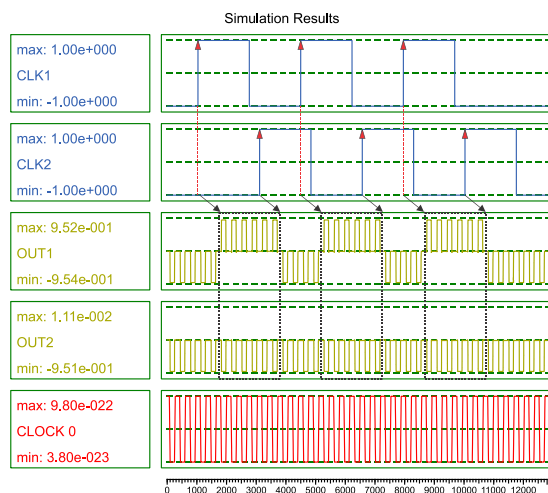 Simulation Results
max: 1.00e+000
CLK1
min: -1.00e+000
max: 1.00e+000
CLK2
min: -1.00e+000
max: 9.52e-001
OUT1
min: -9.54e-001
max: 1.11e-002
OUT2
min: -9.51e-001
max: 9.80e-022
CLOCK 0
min: 3.80e-023
0 1000 2000 3000 4000 5000 6000 7000 8000 9000 10000 11000 12000